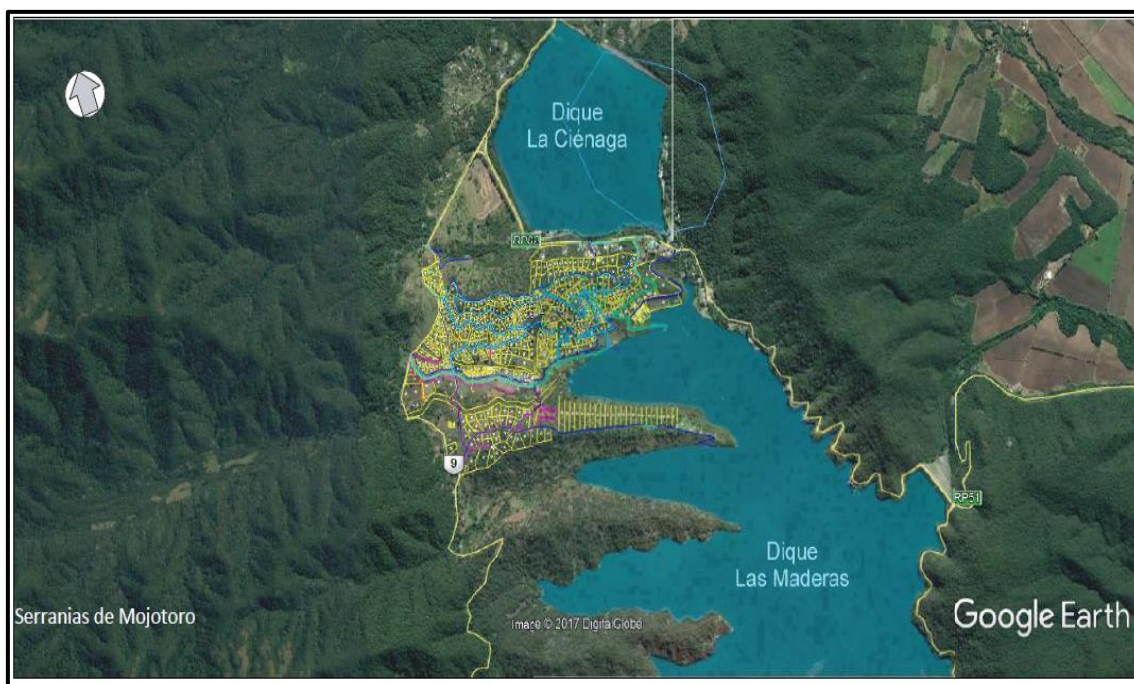 Dique
La Ciénaga
9
RP51
Dique
Las Maderas
Serranias de Mojotoro
Image © 2017 DigitalGlobe
Google Earth